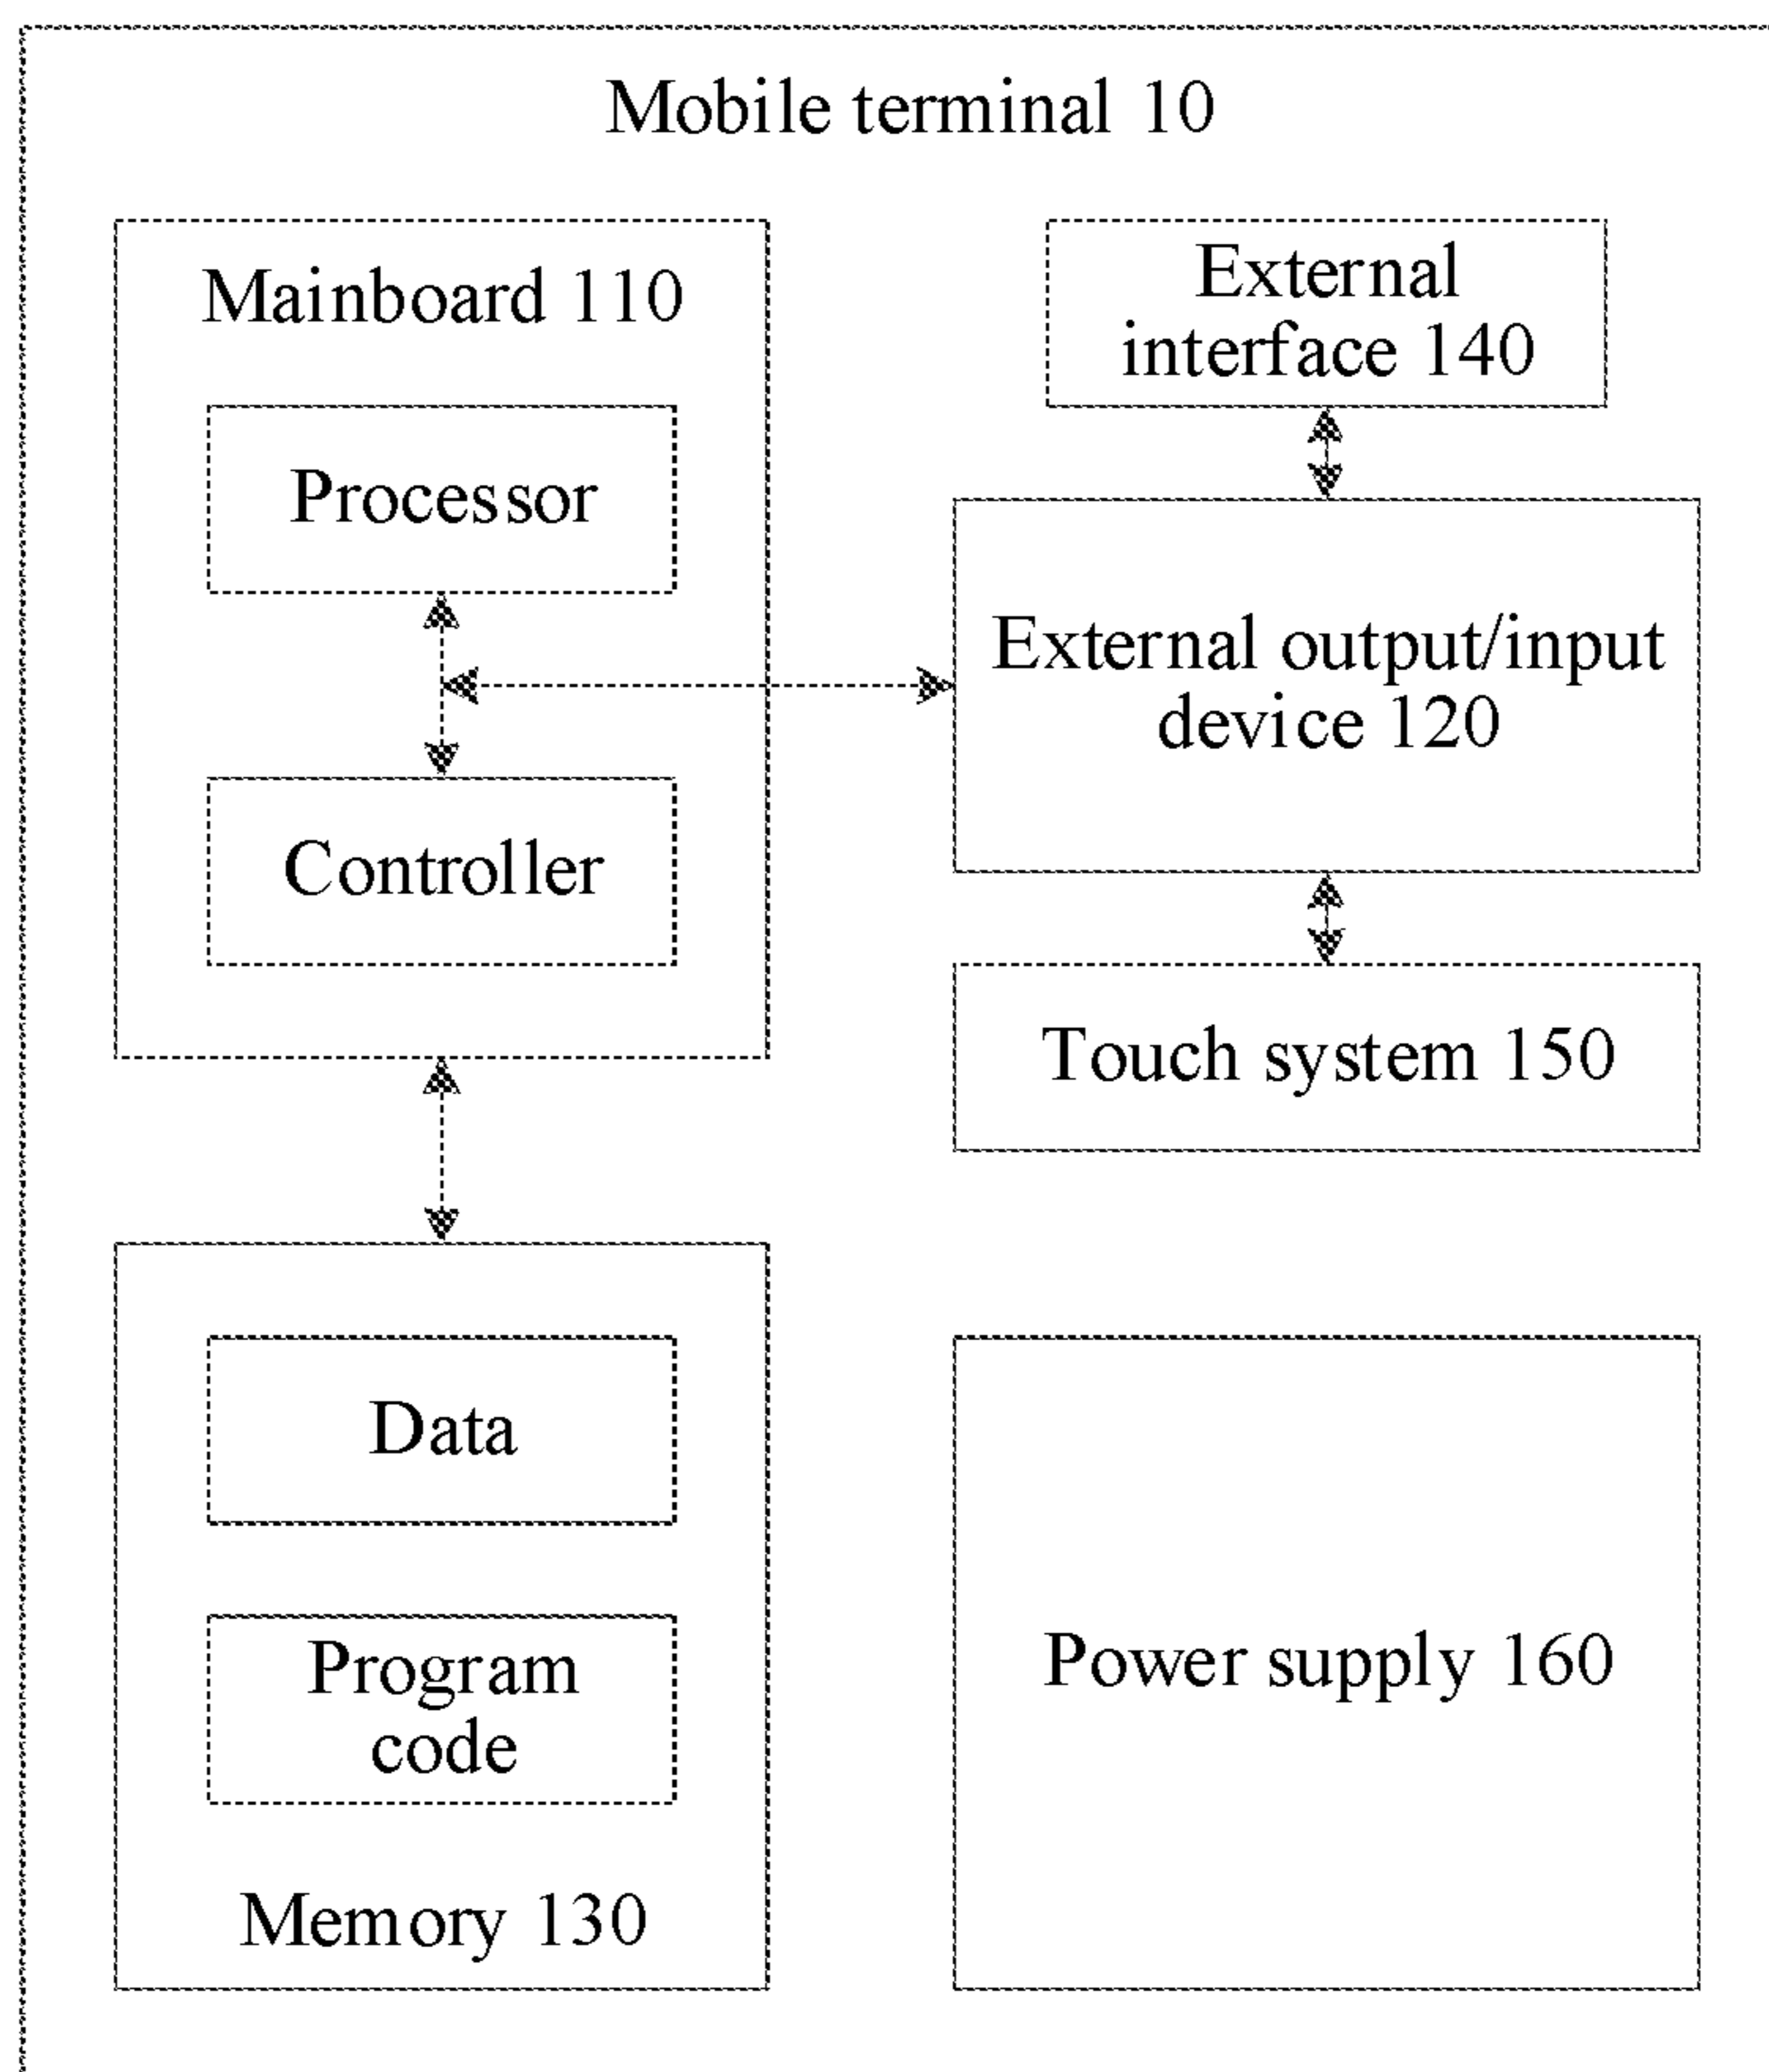 Mobile terminal 10
Mainboard 110
Processor
Controller
External
interface 140
External output/input
device 120
Touch system 150
Data
Program
code
Memory 130
Power supply 160